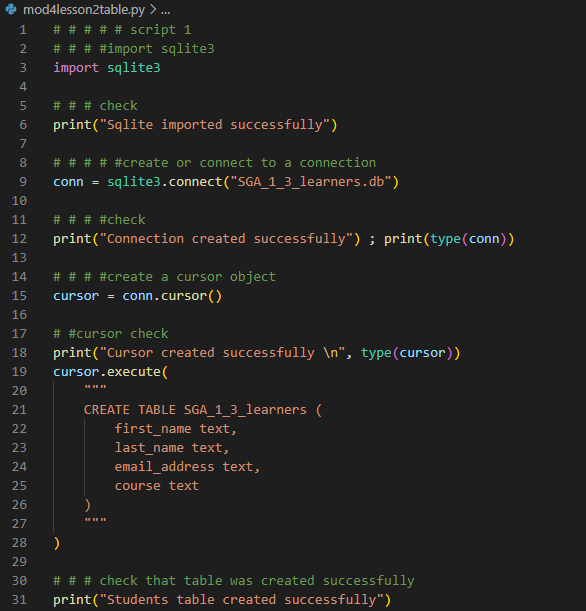 mod4lesson2table.py > ...
1 # # # # # script 1
2 # # # #import sqlite3
3 import sqlite3
4
5 # # # check
6 print("Sqlite imported successfully")
7
8 # # # # #create or connect to a connection
9 conn = sqlite3.connect("SGA_1_3_learners.db")
10
11 # # # #check
12 print("Connection created successfully") ; print(type(conn))
13
14 # # # #create a cursor object
15 cursor = conn.cursor()
16
17 # #cursor check
18 print("Cursor created successfully \n", type(cursor))
19 cursor.execute(
20     """
21     CREATE TABLE SGA_1_3_learners (
22         first_name text,
23         last_name text,
24         email_address text,
25         course text
26     )
27     """
28 )
29
30 # # # check that table was created successfully
31 print("Students table created successfully")